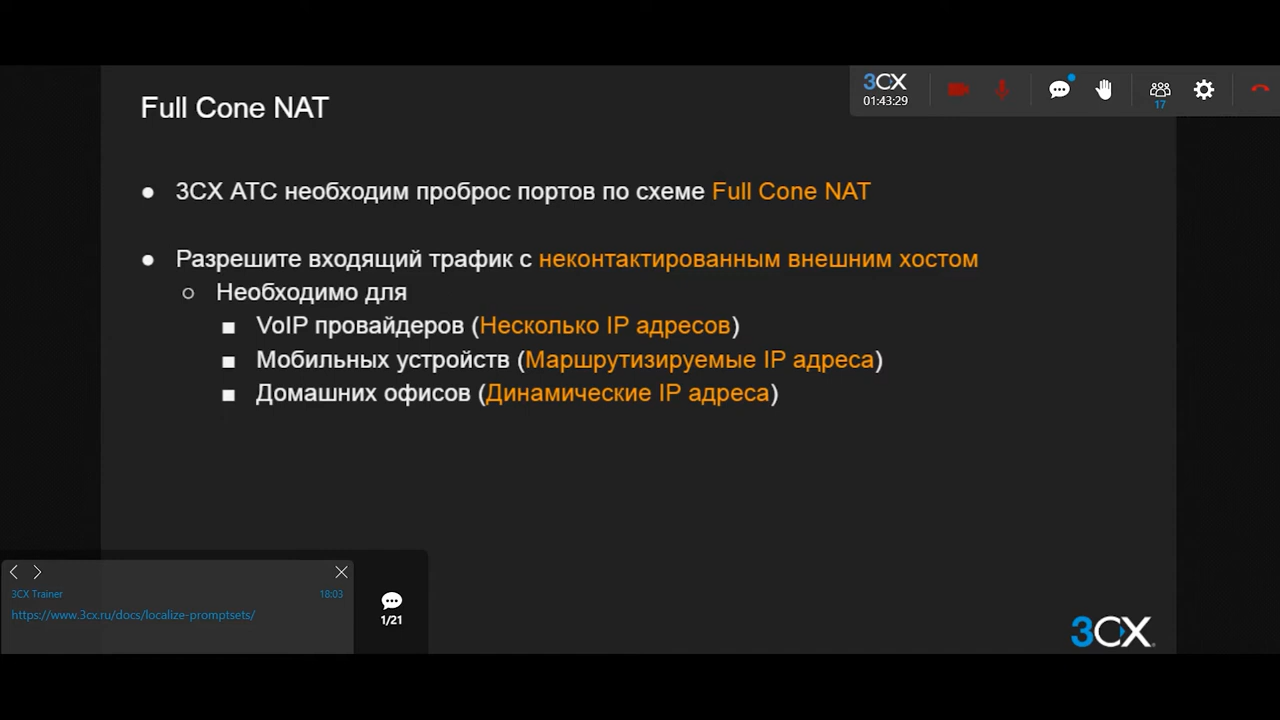 Full Cone NAT
3CX
01:43:29
17
● 3CX АТС необходим проброс портов по схеме Full Cone NAT
● Разрешите входящий трафик с неконтактированным внешним хостом
○ Необходимо для
■ VoIP провайдеров (Несколько IP адресов)
■ Мобильных устройств (Маршрутизируемые IP адреса)
■ Домашних офисов (Динамические IP адреса)
3CX Trainer 18:03
https://www.3cx.ru/docs/localize-promptsets/
1/21
3CX